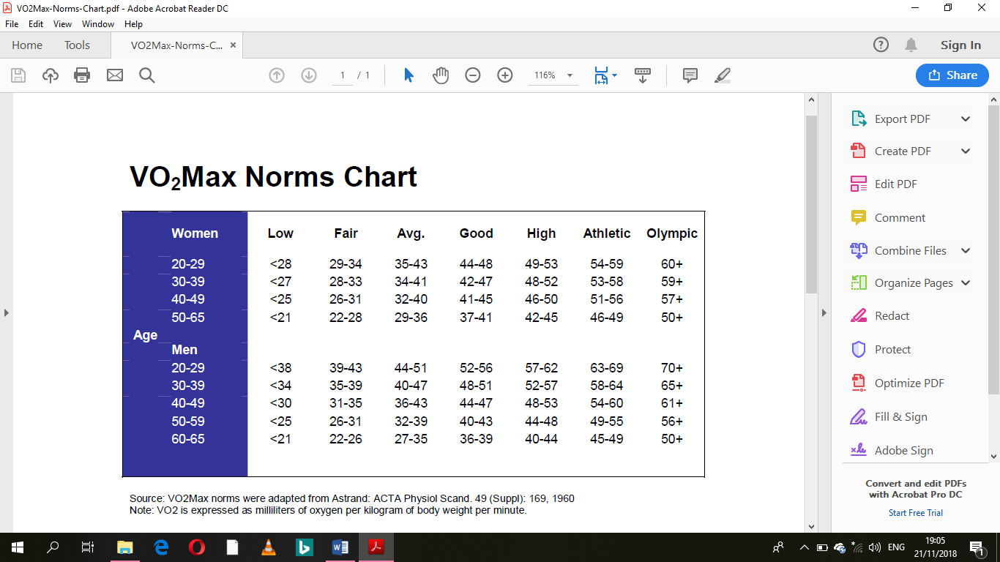 VO2Max-Norms-Chart.pdf - Adobe Acrobat Reader DC
File Edit View Window Help
Home Tools VO2Max-Norms-C... ×
Sign In
1 / 1 116% Share
VO₂Max Norms Chart
Women Low Fair Avg. Good High Athletic Olympic
20-29 <28 29-34 35-43 44-48 49-53 54-59 60+
30-39 <27 28-33 34-41 42-47 48-52 53-58 59+
40-49 <25 26-31 32-40 41-45 46-50 51-56 57+
50-65 <21 22-28 29-36 37-41 42-45 46-49 50+
Age
Men
20-29 <38 39-43 44-51 52-56 57-62 63-69 70+
30-39 <34 35-39 40-47 48-51 52-57 58-64 65+
40-49 <30 31-35 36-43 44-47 48-53 54-60 61+
50-59 <25 26-31 32-39 40-43 44-48 49-55 56+
60-65 <21 22-26 27-35 36-39 40-44 45-49 50+
Source: VO2Max norms were adapted from Astrand: ACTA Physiol Scand. 49 (Suppl): 169, 1960
Note: VO2 is expressed as milliliters of oxygen per kilogram of body weight per minute.
Export PDF
Create PDF
Edit PDF
Comment
Combine Files
Organize Pages
Redact
Protect
Optimize PDF
Fill & Sign
Adobe Sign
Convert and edit PDFs
with Acrobat Pro DC
Start Free Trial
ENG
19:05
21/11/2018
1